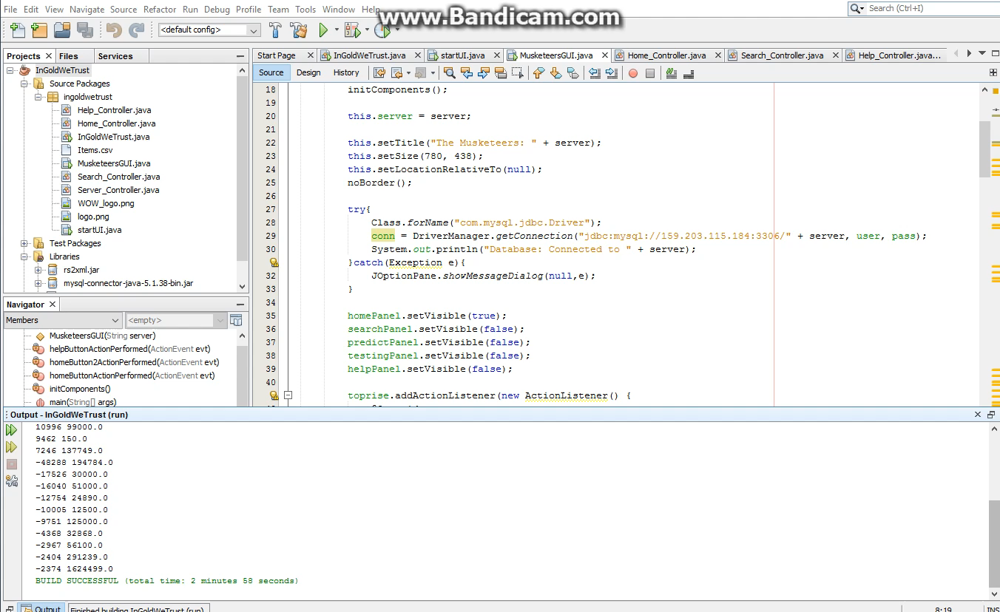 File Edit View Navigate Source Refactor Run Debug Profile Team Tools Window Help
www.Bandicam.com
Search (Ctrl+I)
<default config>
Projects Files Services
InGoldWeTrust
Source Packages
ingoldwetrust
Help_Controller.java
Home_Controller.java
InGoldWeTrust.java
Items.csv
MusketeersGUI.java
Search_Controller.java
Server_Controller.java
WOW_logo.png
logo.png
startUI.java
Test Packages
Libraries
rs2xml.jar
mysql-connector-java-5.1.38-bin.jar
Navigator
Members <empty>
MusketeersGUI(String server)
helpButtonActionPerformed(ActionEvent evt)
homeButton2ActionPerformed(ActionEvent evt)
homeButtonActionPerformed(ActionEvent evt)
initComponents()
main(String[] args)
Start Page InGoldWeTrust.java startUI.java MusketeersGUI.java Home_Controller.java Search_Controller.java Help_Controller.java...
Source Design History
18 initComponents();
19
20 this.server = server;
21
22 this.setTitle("The Musketeers: " + server);
23 this.setSize(780, 438);
24 this.setLocationRelativeTo(null);
25 noBorder();
26
27 try{
28 Class.forName("com.mysql.jdbc.Driver");
29 conn = DriverManager.getConnection("jdbc:mysql://159.203.115.184:3306/" + server, user, pass);
30 System.out.println("Database: Connected to " + server);
}catch(Exception e){
32 JOptionPane.showMessageDialog(null,e);
33 }
34
35 homePanel.setVisible(true);
36 searchPanel.setVisible(false);
37 predictPanel.setVisible(false);
38 testingPanel.setVisible(false);
39 helpPanel.setVisible(false);
40
toprise.addActionListener(new ActionListener() {
Output - InGoldWeTrust (run)
10996 99000.0
9462 150.0
7246 137749.0
-48288 194784.0
-17526 30000.0
-16040 51000.0
-12754 24890.0
-10005 12500.0
-9751 125000.0
-4368 32868.0
-2967 56100.0
-2404 291239.0
-2374 1624499.0
BUILD SUCCESSFUL (total time: 2 minutes 58 seconds)
Output Finished building InGoldWeTrust (run). 8:19 INS